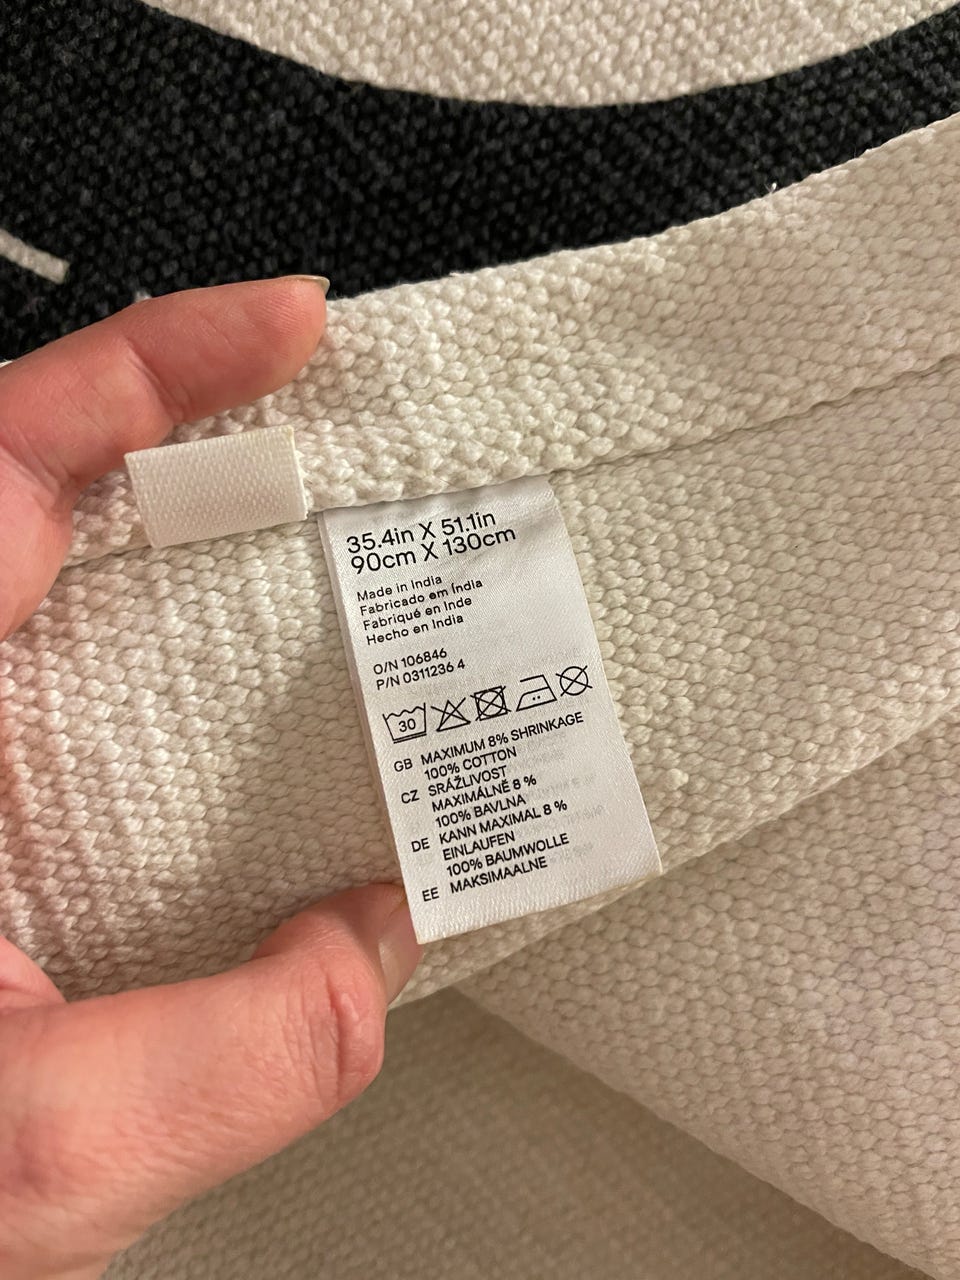 35.4in X 51.1in
90cm X 130cm
Made in India
Fabricado em Índia
Fabriqué en Inde
Hecho en India
O/N 106846
P/N 0311236 4
30
GB MAXIMUM 8% SHRINKAGE
100% COTTON
CZ SRÁŽLIVOST
MAXIMÁLNĚ 8 %
100% BAVLNA
DE KANN MAXIMAL 8 %
EINLAUFEN
100% BAUMWOLLE
EE MAKSIMAALNE